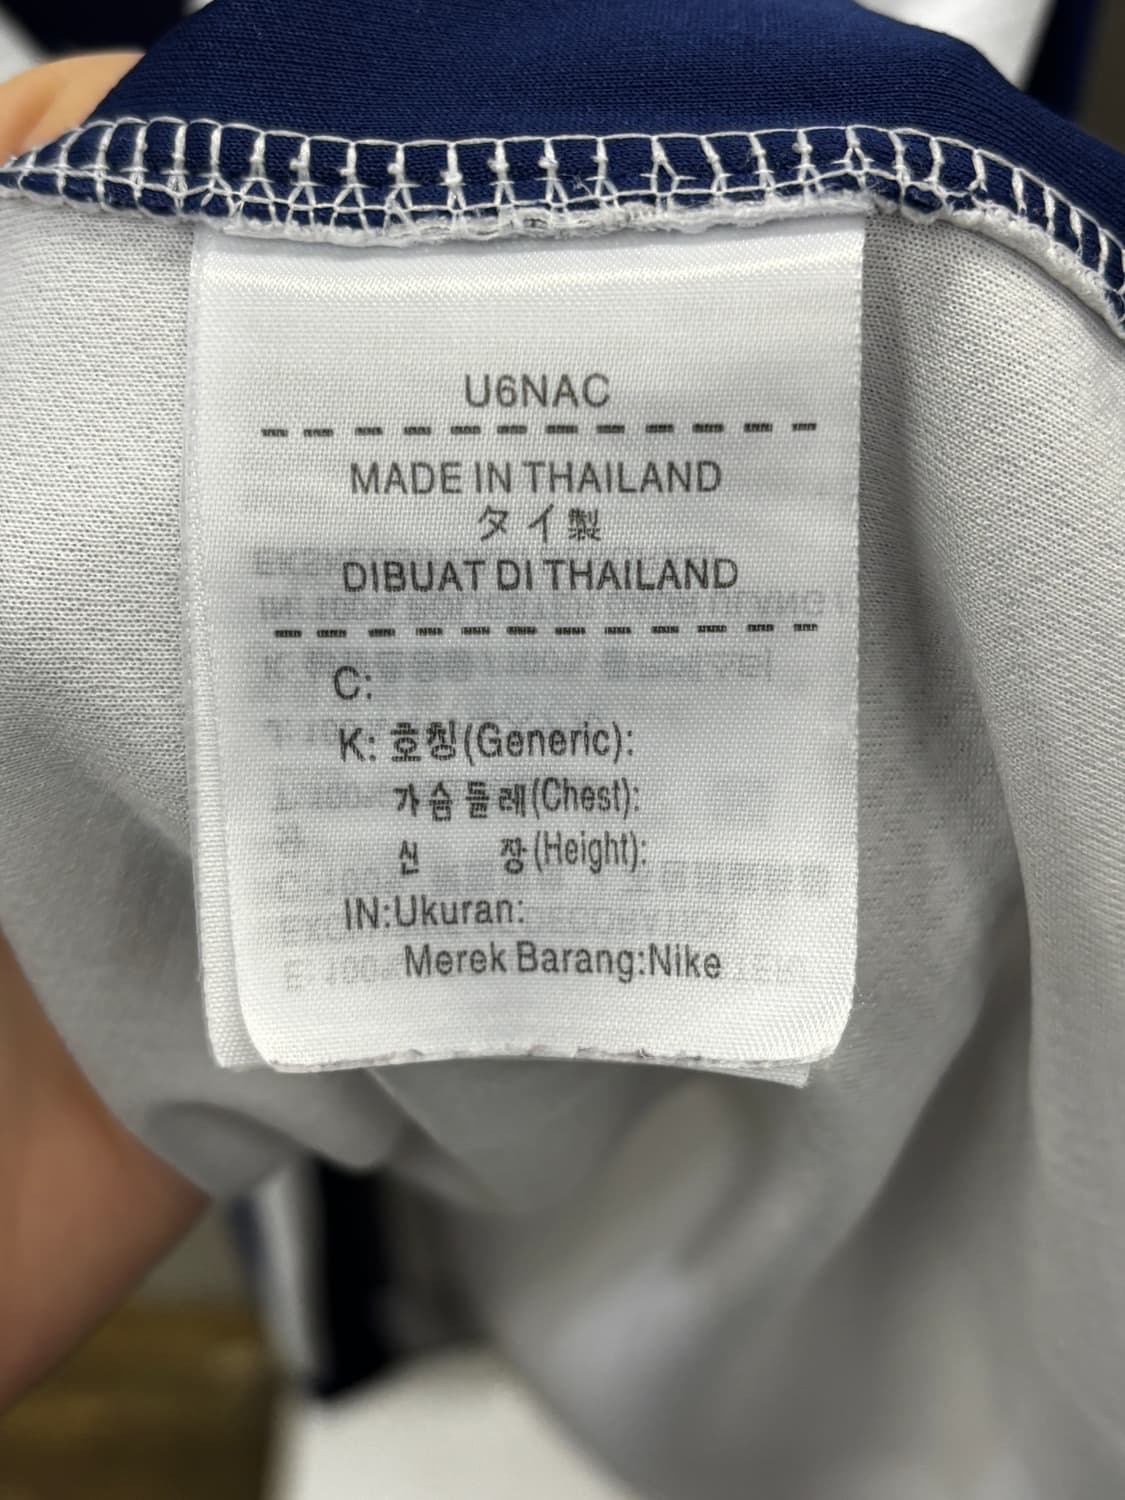 U6NAC
MADE IN THAILAND
タイ製
DIBUAT DI THAILAND
C:
K: 호칭(Generic):
가슴둘레(Chest):
신 장(Height):
IN:Ukuran:
Merek Barang:Nike